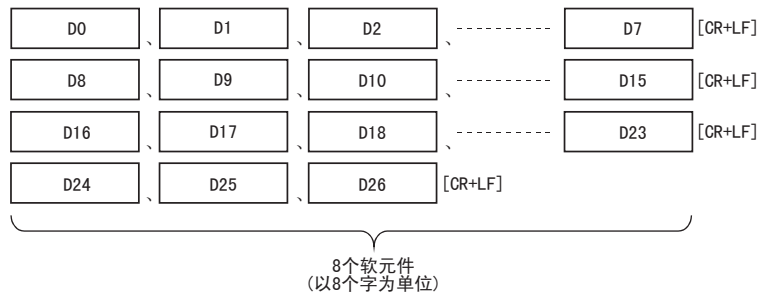 D0 、 D1 、 D2 、 D7 [CR+LF]
D8 、 D9 、 D10 、 D15 [CR+LF]
D16 、 D17 、 D18 、 D23 [CR+LF]
D24 、 D25 、 D26 [CR+LF]
8个软元件
(以8个字为单位)